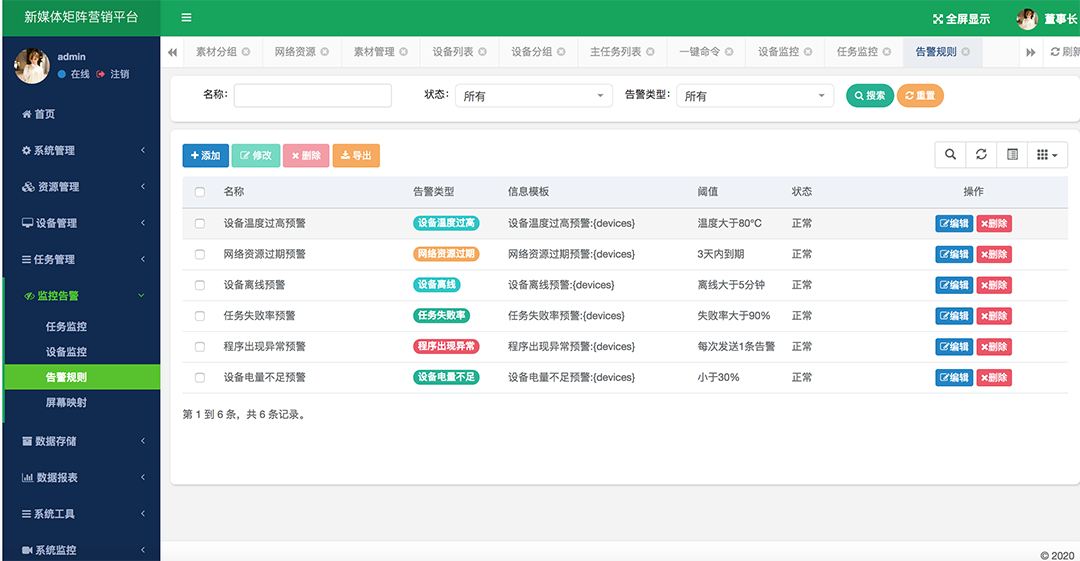 新媒体矩阵营销平台
全屏显示 董事长
admin
在线 注销
首页
系统管理
资源管理
设备管理
任务管理
监控告警
任务监控
设备监控
告警规则
屏幕映射
数据存储
数据报表
系统工具
系统监控
素材分组 网络资源 素材管理 设备列表 设备分组 主任务列表 一键命令 设备监控 任务监控 告警规则 刷新
名称： 状态： 所有 告警类型： 所有 搜索 重置
添加 修改 删除 导出
名称 告警类型 信息模板 阈值 状态 操作
设备温度过高预警 设备温度过高 设备温度过高预警:{devices} 温度大于80°C 正常 编辑 删除
网络资源过期预警 网络资源过期 网络资源过期预警:{devices} 3天内到期 正常 编辑 删除
设备离线预警 设备离线 设备离线预警:{devices} 离线大于5分钟 正常 编辑 删除
任务失败率预警 任务失败率 任务失败率预警:{devices} 失败率大于90% 正常 编辑 删除
程序出现异常预警 程序出现异常 程序出现异常预警:{devices} 每次发送1条告警 正常 编辑 删除
设备电量不足预警 设备电量不足 设备电量不足预警:{devices} 小于30% 正常 编辑 删除
第 1 到 6 条，共 6 条记录。
© 2020